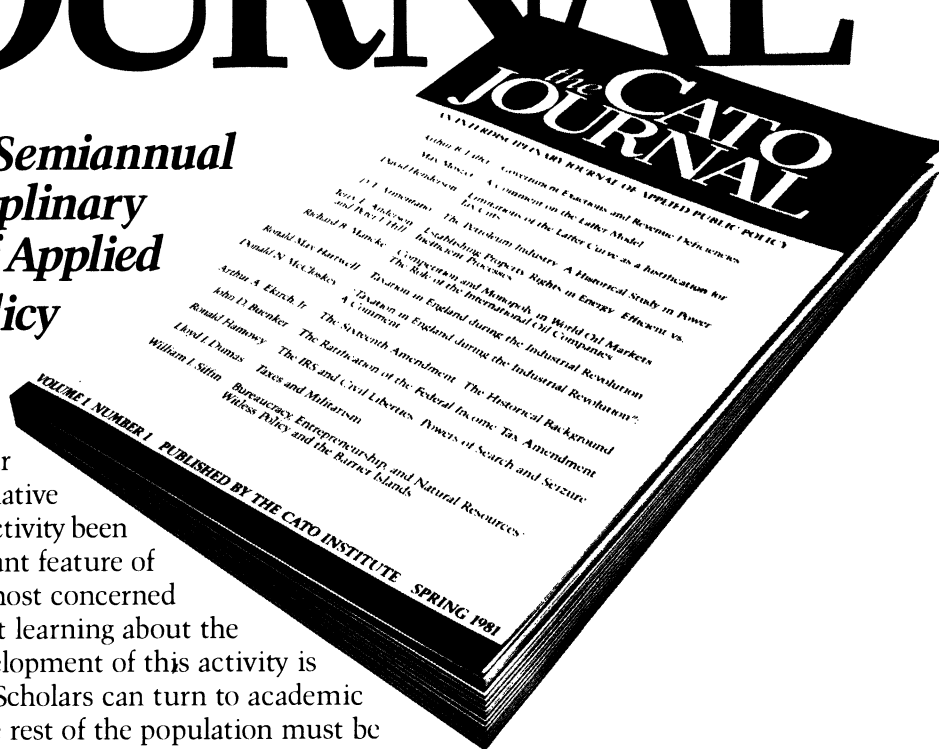 OURNAL
Semiannual
plinary
Applied
icy
the CATO
JOURNAL
AN INTERDISCIPLINARY JOURNAL OF APPLIED PUBLIC POLICY
Arthur B. Laffer Government Exactions and Revenue Deficiencies
Max Moszer A Comment on the Laffer Model
David Henderson Limitations of the Laffer Curve as a Justification for
Tax Cuts
D. T. Armentano The Petroleum Industry: A Historical Study in Power
Terry L. Anderson Establishing Property Rights in Energy: Efficient vs.
and Peter J. Hill Inefficient Processes
Richard B. Mancke Competition and Monopoly in World Oil Markets
The Role of the International Oil Companies
Ronald Max Hartwell Taxation in England during the Industrial Revolution
Donald N. McCloskey "Taxation in England during the Industrial Revolution":
A Comment
Arthur A. Ekirch Jr. The Sixteenth Amendment The Historical Background
John D. Buenker The Ratification of the Federal Income Tax Amendment
Ronald Hamowy The IRS and Civil Liberties: Powers of Search and Seizure
Lloyd J. Dumas Taxes and Militarism
William J. Siffin Bureaucracy, Entrepreneurship, and Natural Resources:
Witless Policy and the Barrier Islands
VOLUME 1 NUMBER 1 PUBLISHED BY THE CATO INSTITUTE SPRING 1981
r
ative
ctivity been
ant feature of
most concerned
t learning about the
elopment of this activity is
Scholars can turn to academic
rest of the population must be